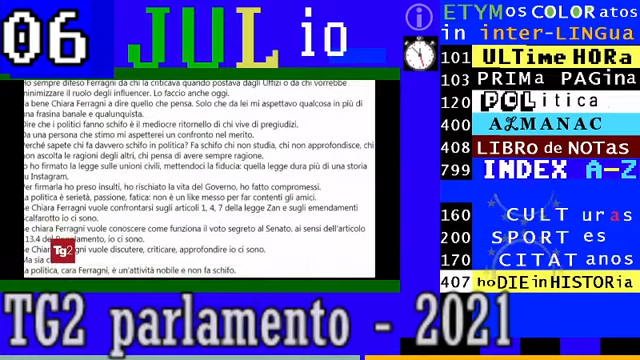 06 JULio
ETYMos COLORatos
in inter-LINGua
101 ULTime HORa
103 PRIMa PAGina
120 POLitica
400 ALMANAC
408 LIBRO de NOTas
799 INDEX A-Z
160 CULTuras
200 SPORTes
170 CITATanos
407 hoDIE in HISTORia
Ho sempre difeso Ferragni da chi la criticava quando postava dagli Uffizi o da chi vorrebbe
minimizzare il ruolo degli influencer. Lo faccio anche oggi.
Fa bene Chiara Ferragni a dire quello che pensa. Solo che da lei mi aspettavo qualcosa in più di
una frasina banale e qualunquista.
Dire che i politici fanno schifo è il mediocre ritornello di chi vive di pregiudizi.
Da una persona che stimo mi aspetterei un confronto nel merito.
Perché sapete chi fa davvero schifo in politica? Fa schifo chi non studia, chi non approfondisce, chi
non ascolta le ragioni degli altri, chi pensa di avere sempre ragione.
Io ho firmato la legge sulle unioni civili, mettendoci la fiducia: quella legge dura più di una storia
su Instagram.
Per firmarla ho preso insulti, ho rischiato la vita del Governo, ho fatto compromessi.
La politica è serietà, passione, fatica: non è un like messo per far contenti gli amici.
Se Chiara Ferragni vuole confrontarsi sugli articoli 1, 4, 7 della legge Zan e sugli emendamenti
Scalfarotto io ci sono.
Se chiara Ferragni vuole conoscere come funziona il voto segreto al Senato, ai sensi dell'articolo
113.4 del Regolamento, io ci sono.
Se Chiara Ferragni vuole discutere, criticare, approfondire io ci sono.
Ma sia
La politica, cara Ferragni, è un'attività nobile e non fa schifo.
Tg2
TG2 parlamento - 2021